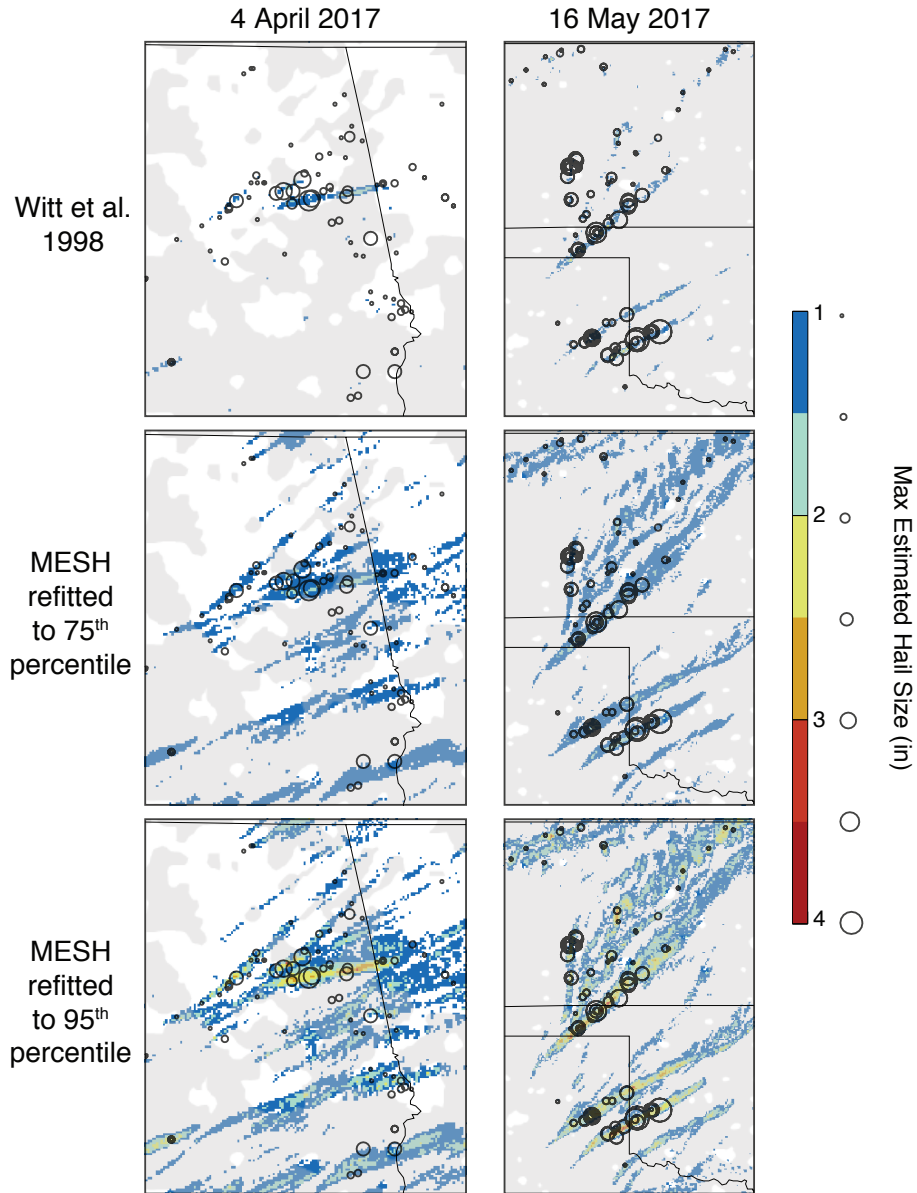 4 April 2017
16 May 2017
Witt et al.
1998
MESH
refitted
to 75th
percentile
MESH
refitted
to 95th
percentile
1
2
3
4
Max Estimated Hail Size (in)